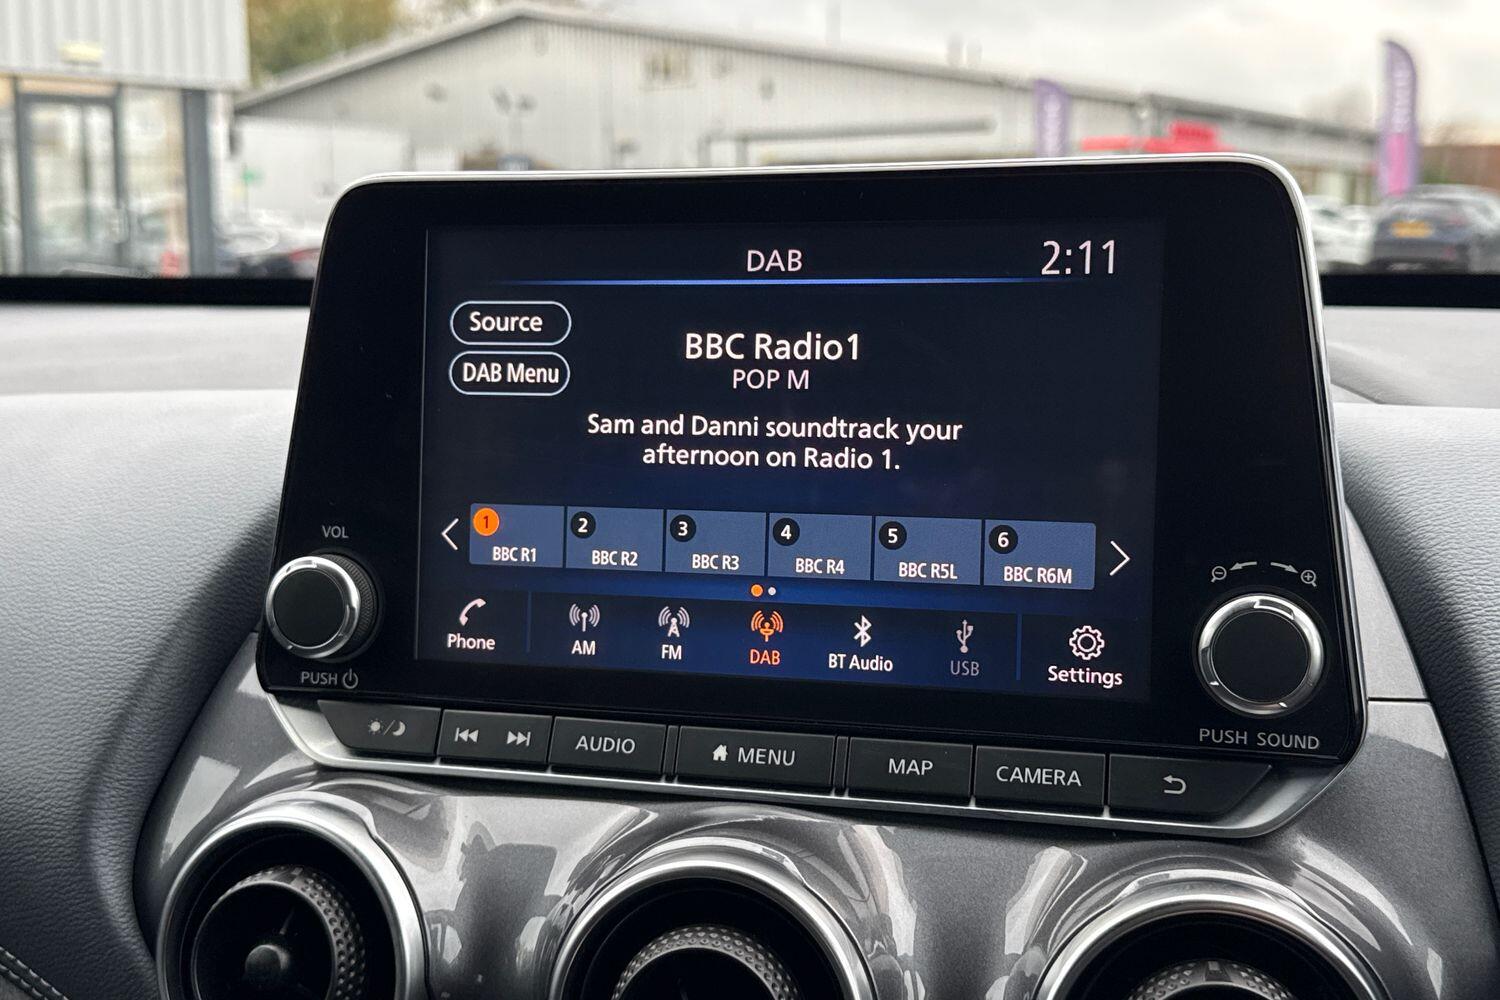 DAB
2:11
Source
DAB Menu
BBC Radio1
POP M
Sam and Danni soundtrack your
afternoon on Radio 1.
1 BBC R1
2 BBC R2
3 BBC R3
4 BBC R4
5 BBC R5L
6 BBC R6M
Phone
AM
FM
DAB
BT Audio
USB
Settings
VOL
PUSH
PUSH SOUND
AUDIO
MENU
MAP
CAMERA